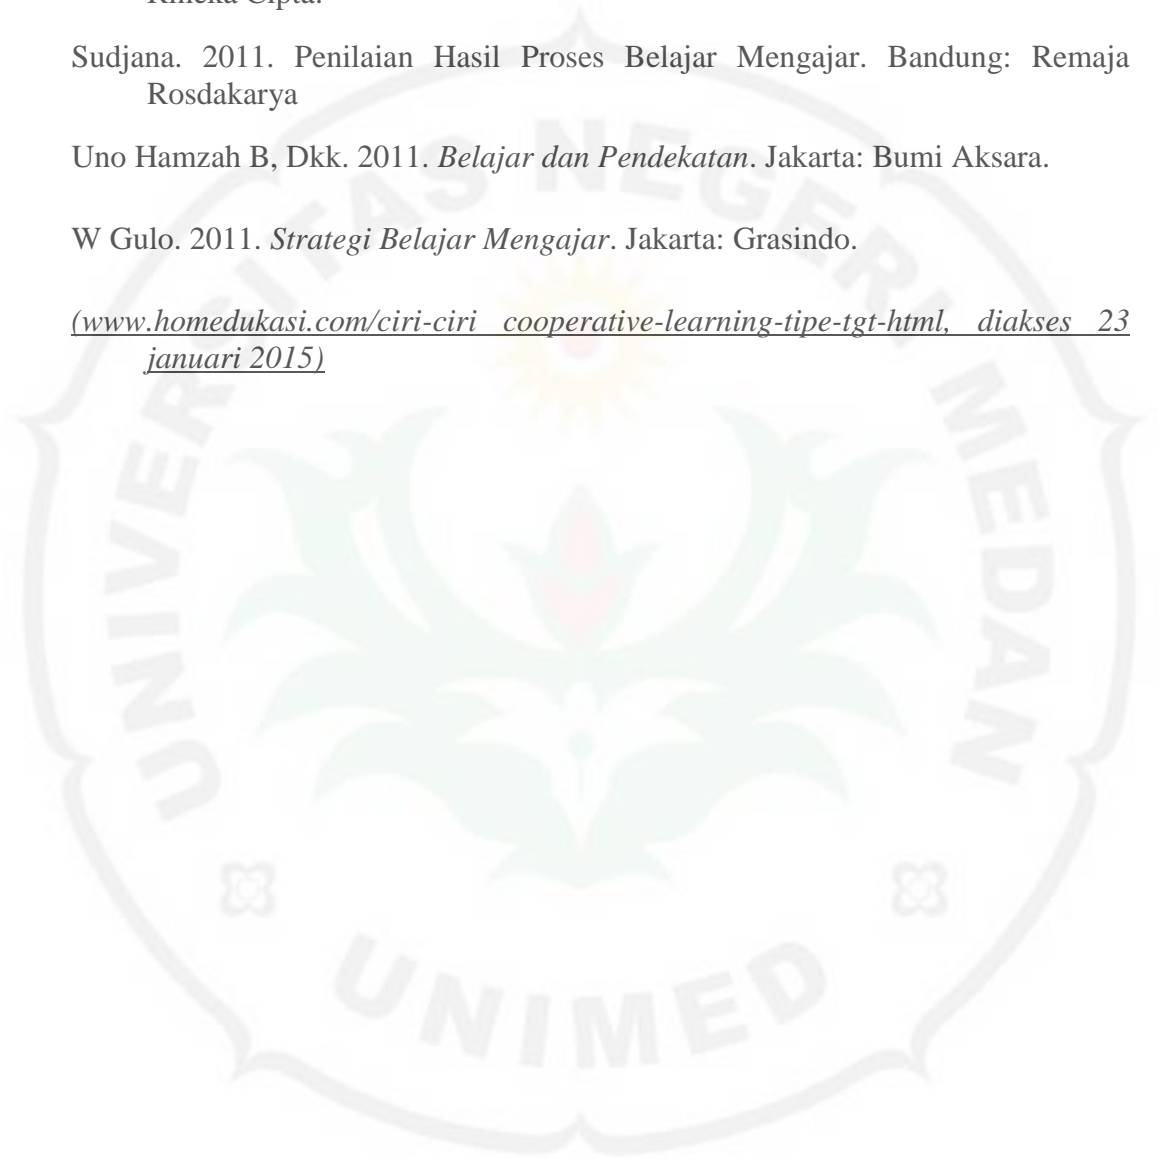 Rineka Cipta.
Sudjana. 2011. Penilaian Hasil Proses Belajar Mengajar. Bandung: Remaja
Rosdakarya
Uno Hamzah B, Dkk. 2011. Belajar dan Pendekatan. Jakarta: Bumi Aksara.
W Gulo. 2011. Strategi Belajar Mengajar. Jakarta: Grasindo.
(www.homedukasi.com/ciri-ciri cooperative-learning-tipe-tgt-html, diakses 23
januari 2015)
UNIVERSITAS NEGERI MEDAN
UNIMED